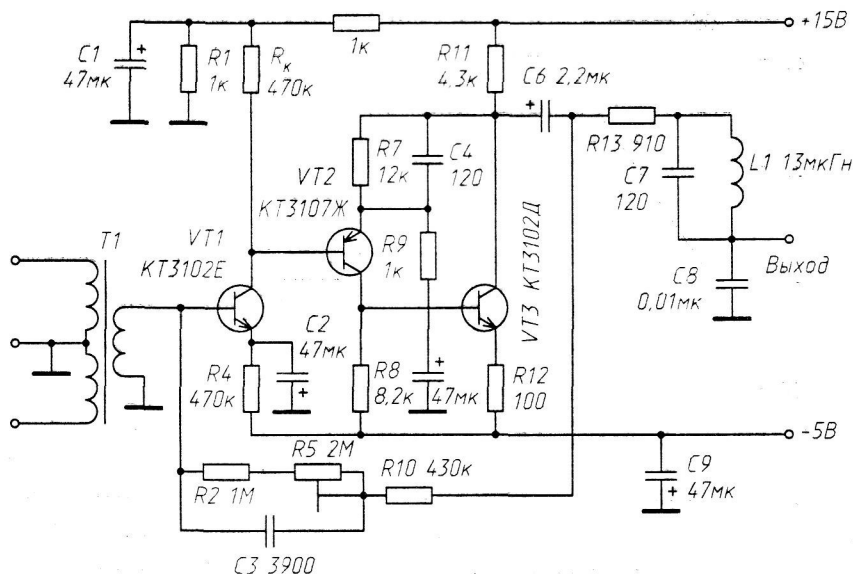 +15В
1к
C1
47мк
R1
1к
Rк
470к
R11
4,3к
C6 2,2мк
R13 910
L1 13мкГн
C7
120
R7
12к
C4
120
VT2
КТ3107Ж
T1
VT1
КТ3102Е
R9
1к
VT3 КТ3102Д
Выход
C8
0,01мк
C2
47мк
R4
470к
R8
8,2к
47мк
R12
100
-5В
R5 2М
R2 1М
R10 430к
C9
47мк
C3 3900